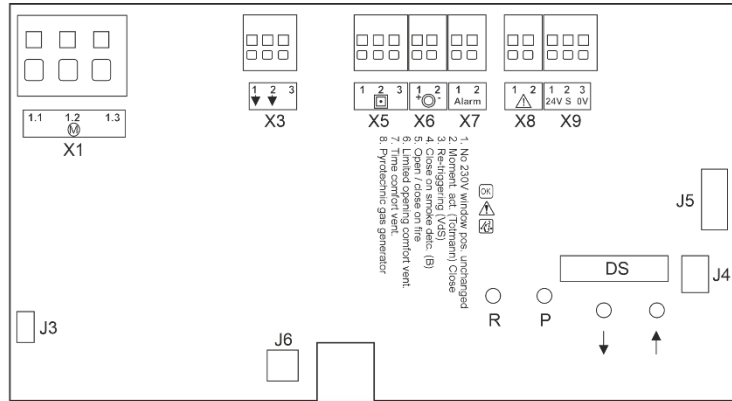 1 2 3
1 2 3
1 2
1 2
1 2
1 2 3
+ -
Alarm
24V S 0V
1.1 1.2 1.3
M
X1
X3
X5
X6
X7
X8
X9
1. No 230V window pos. unchanged
2. Moment. act. (Totmann) Close
3. Re-triggering (VdS)
4. Close on smoke detc. (B)
5. Open / close on fire
6. Limited opening comfort vent.
7. Time comfort vent.
8. Pyrotechnic gas generator
OK
J5
DS
J4
R
P
J3
J6